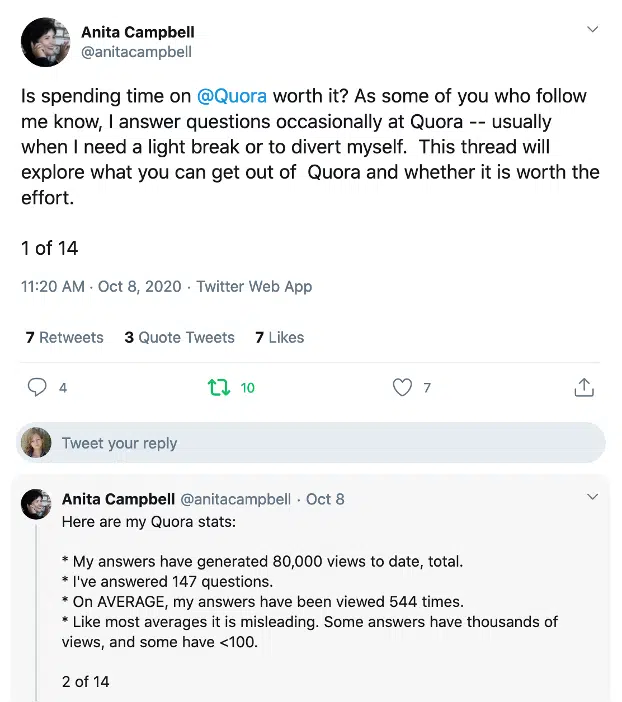 Anita Campbell
@anitacampbell
Is spending time on @Quora worth it? As some of you who follow
me know, I answer questions occasionally at Quora -- usually
when I need a light break or to divert myself.  This thread will
explore what you can get out of  Quora and whether it is worth the
effort.
1 of 14
11:20 AM · Oct 8, 2020 · Twitter Web App
7 Retweets 3 Quote Tweets 7 Likes
4 10 7
Tweet your reply
Anita Campbell @anitacampbell · Oct 8
Here are my Quora stats:
* My answers have generated 80,000 views to date, total.
* I've answered 147 questions.
* On AVERAGE, my answers have been viewed 544 times.
* Like most averages it is misleading. Some answers have thousands of
views, and some have <100.
2 of 14